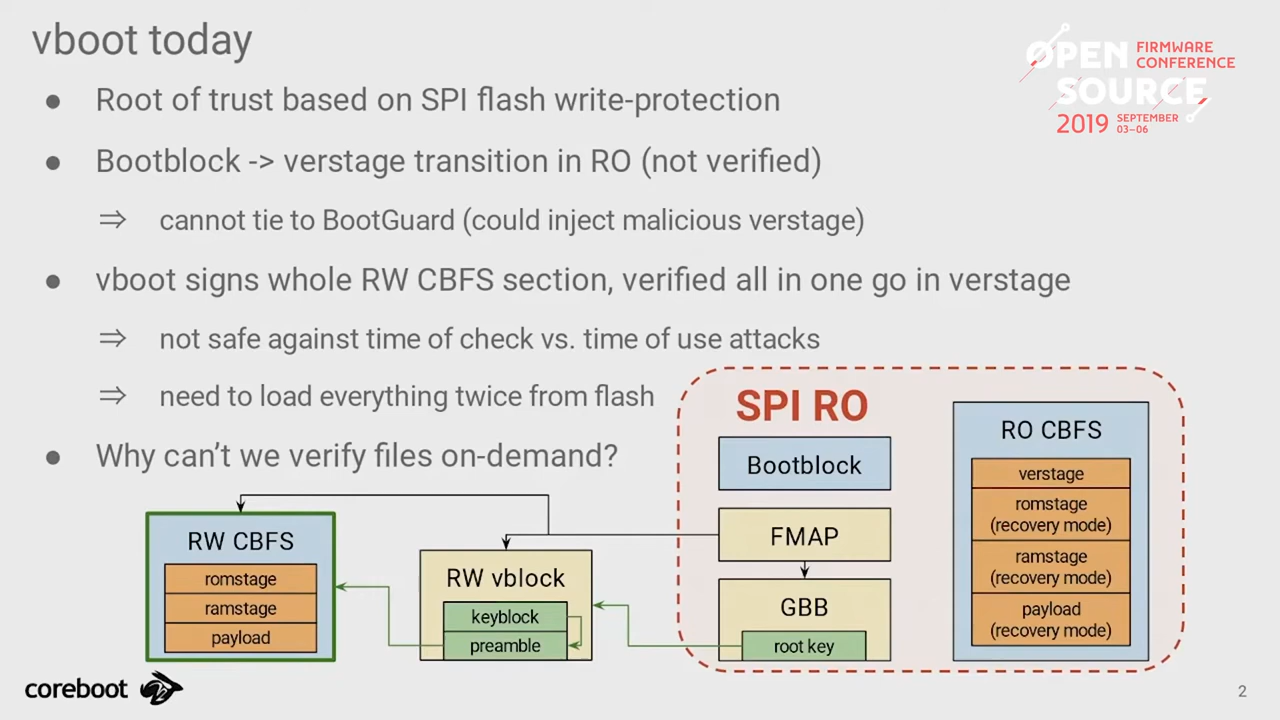 vboot today
OPEN
SOURCE
FIRMWARE
CONFERENCE
2019
SEPTEMBER
03–06
● Root of trust based on SPI flash write-protection
● Bootblock -> verstage transition in RO (not verified)
⇒ cannot tie to BootGuard (could inject malicious verstage)
● vboot signs whole RW CBFS section, verified all in one go in verstage
⇒ not safe against time of check vs. time of use attacks
⇒ need to load everything twice from flash
● Why can’t we verify files on-demand?
RW CBFS
romstage
ramstage
payload
RW vblock
keyblock
preamble
SPI RO
Bootblock
FMAP
GBB
root key
RO CBFS
verstage
romstage
(recovery mode)
ramstage
(recovery mode)
payload
(recovery mode)
coreboot
2